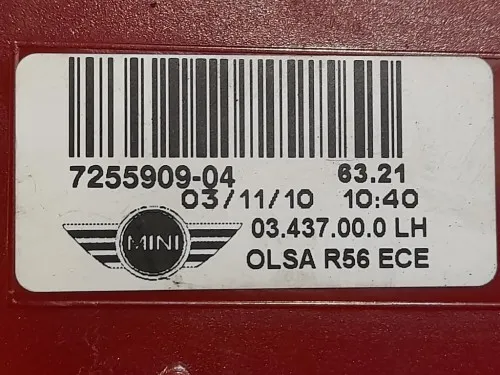 7255909-04 63.21
03/11/10 10:40
MINI 03.437.00.0 LH
OLSA R56 ECE